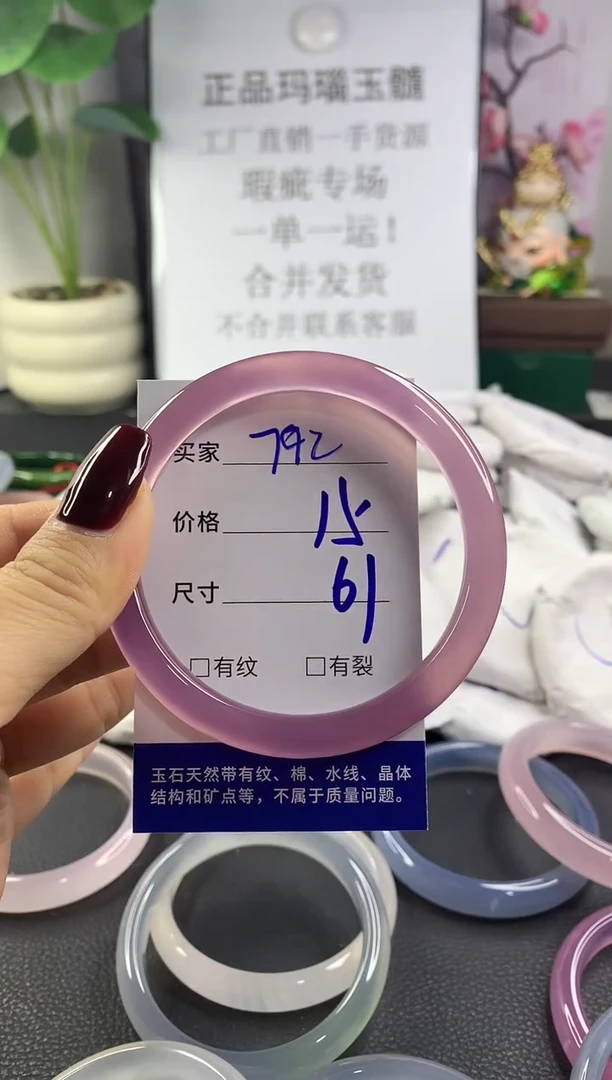 正品玛瑙玉髓
工厂直销一手货源
瑕疵专场
一单一运！
合并发货
不合并联系客服
买家 792
价格 15
尺寸 61
□有纹 □有裂
玉石天然带有纹、棉、水线、晶体
结构和矿点等，不属于质量问题。